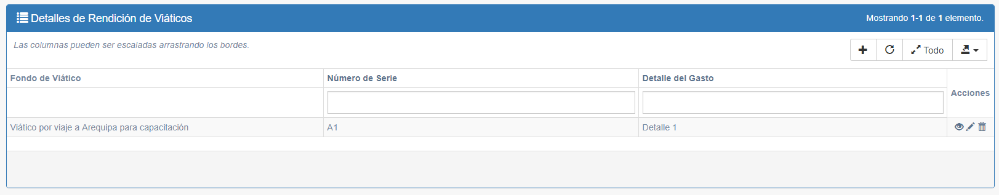 Detalles de Rendición de Viáticos
Mostrando 1-1 de 1 elemento.
Las columnas pueden ser escaladas arrastrando los bordes.
Todo
Fondo de Viático
Número de Serie
Detalle del Gasto
Acciones
Viático por viaje a Arequipa para capacitación
A1
Detalle 1